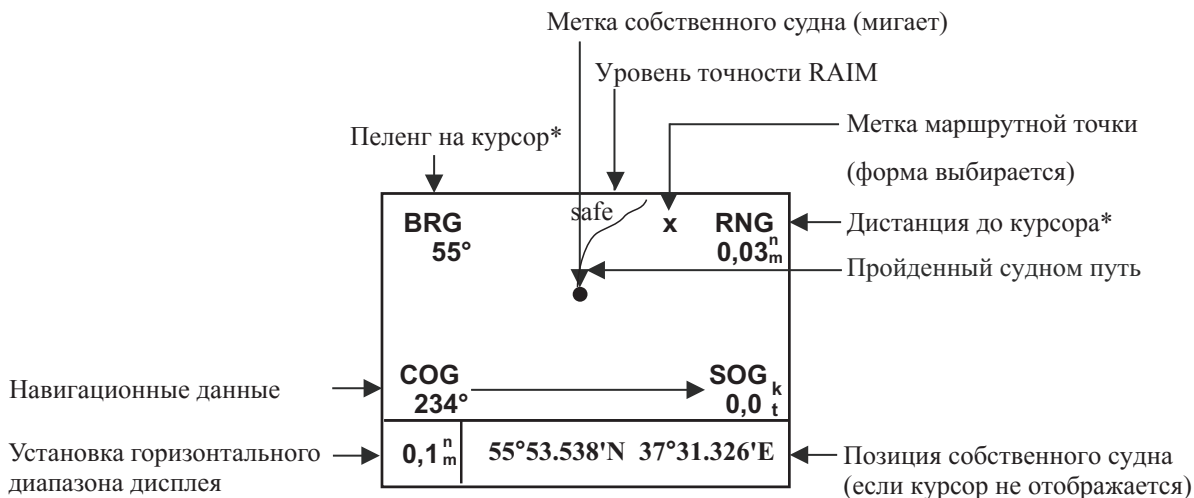 Метка собственного судна (мигает)
Уровень точности RAIM
Пеленг на курсор*
Метка маршрутной точки
(форма выбирается)
safe
BRG
55°
x
RNG
0,03 n m
Дистанция до курсора*
Пройденный судном путь
COG
234°
SOG
0,0 k t
Навигационные данные
Установка горизонтального
диапазона дисплея
0,1 n m
55°53.538'N 37°31.326'E
Позиция собственного судна
(если курсор не отображается)